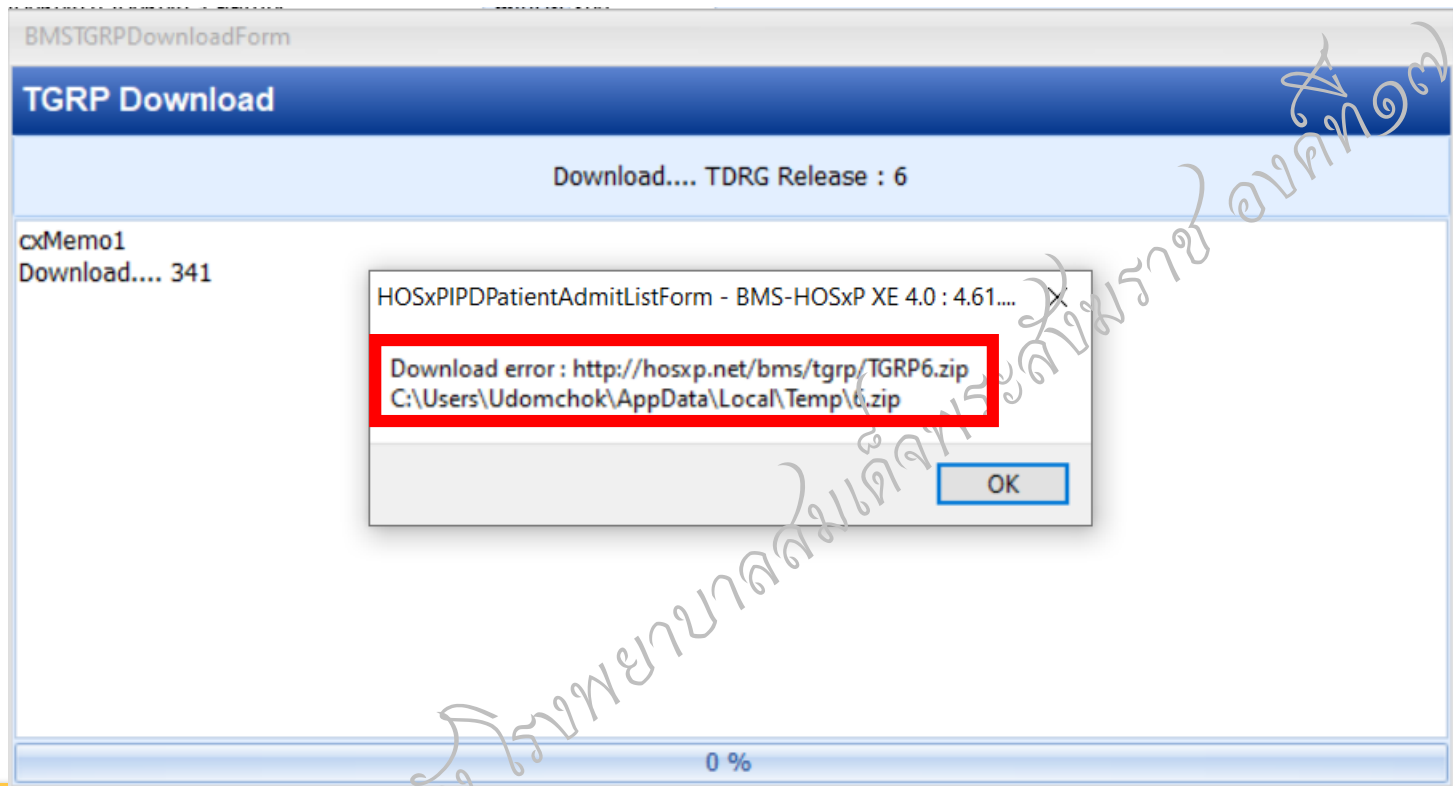 BMSTGRPDownloadForm
TGRP Download
Download.... TDRG Release : 6
cxMemo1
Download.... 341
HOSxPIPDPatientAdmitListForm - BMS-HOSxP XE 4.0 : 4.61....
Download error : http://hosxp.net/bms/tgrp/TGRP6.zip
C:\Users\Udomchok\AppData\Local\Temp\6.zip
OK
โรงพยาบาลสมเด็จพระสังฆราช องค์ที่๑๗
0 %